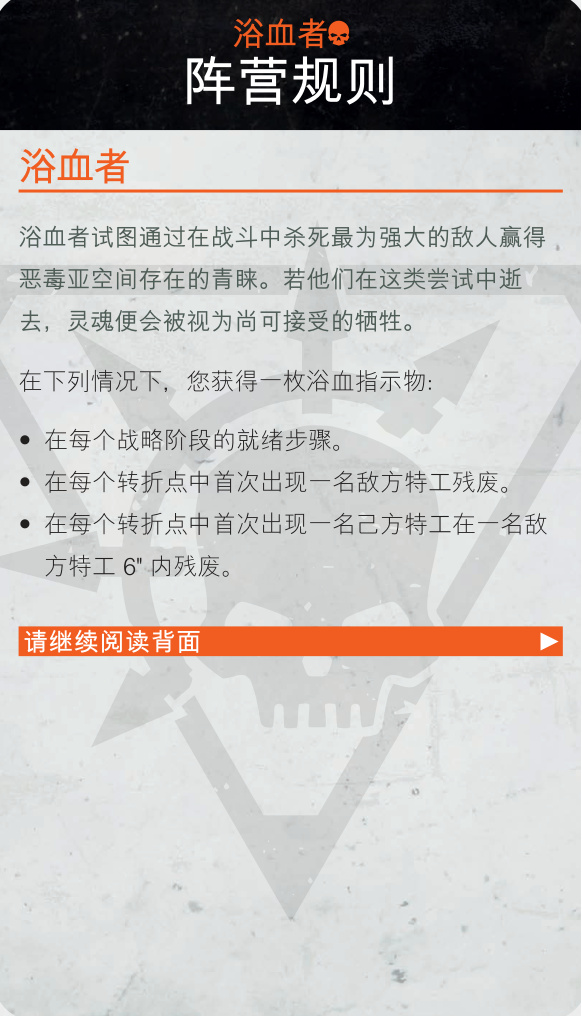 浴血者
阵营规则
浴血者
浴血者试图通过在战斗中杀死最为强大的敌人赢得
恶毒亚空间存在的青睐。若他们在这类尝试中逝
去，灵魂便会被视为尚可接受的牺牲。
在下列情况下，您获得一枚浴血指示物:
• 在每个战略阶段的就绪步骤。
• 在每个转折点中首次出现一名敌方特工残废。
• 在每个转折点中首次出现一名己方特工在一名敌
方特工 6" 内残废。
请继续阅读背面